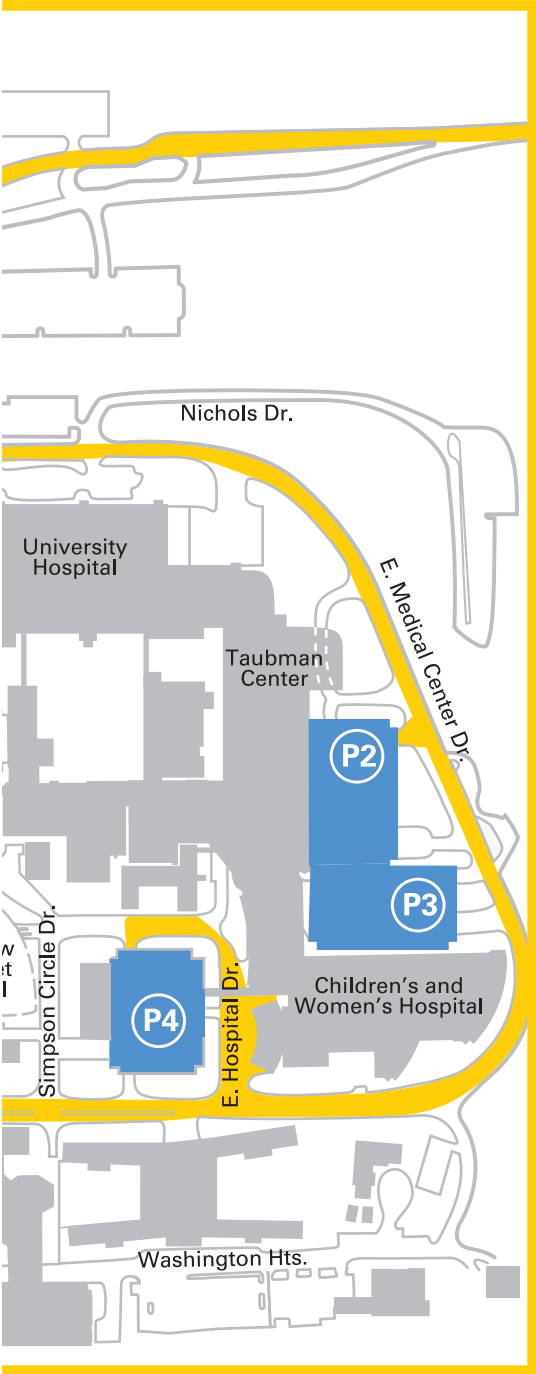 Nichols Dr.
University
Hospital
E. Medical Center Dr.
Taubman
Center
P2
P3
Simpson Circle Dr.
E. Hospital Dr.
Children's and
Women's Hospital
P4
Washington Hts.